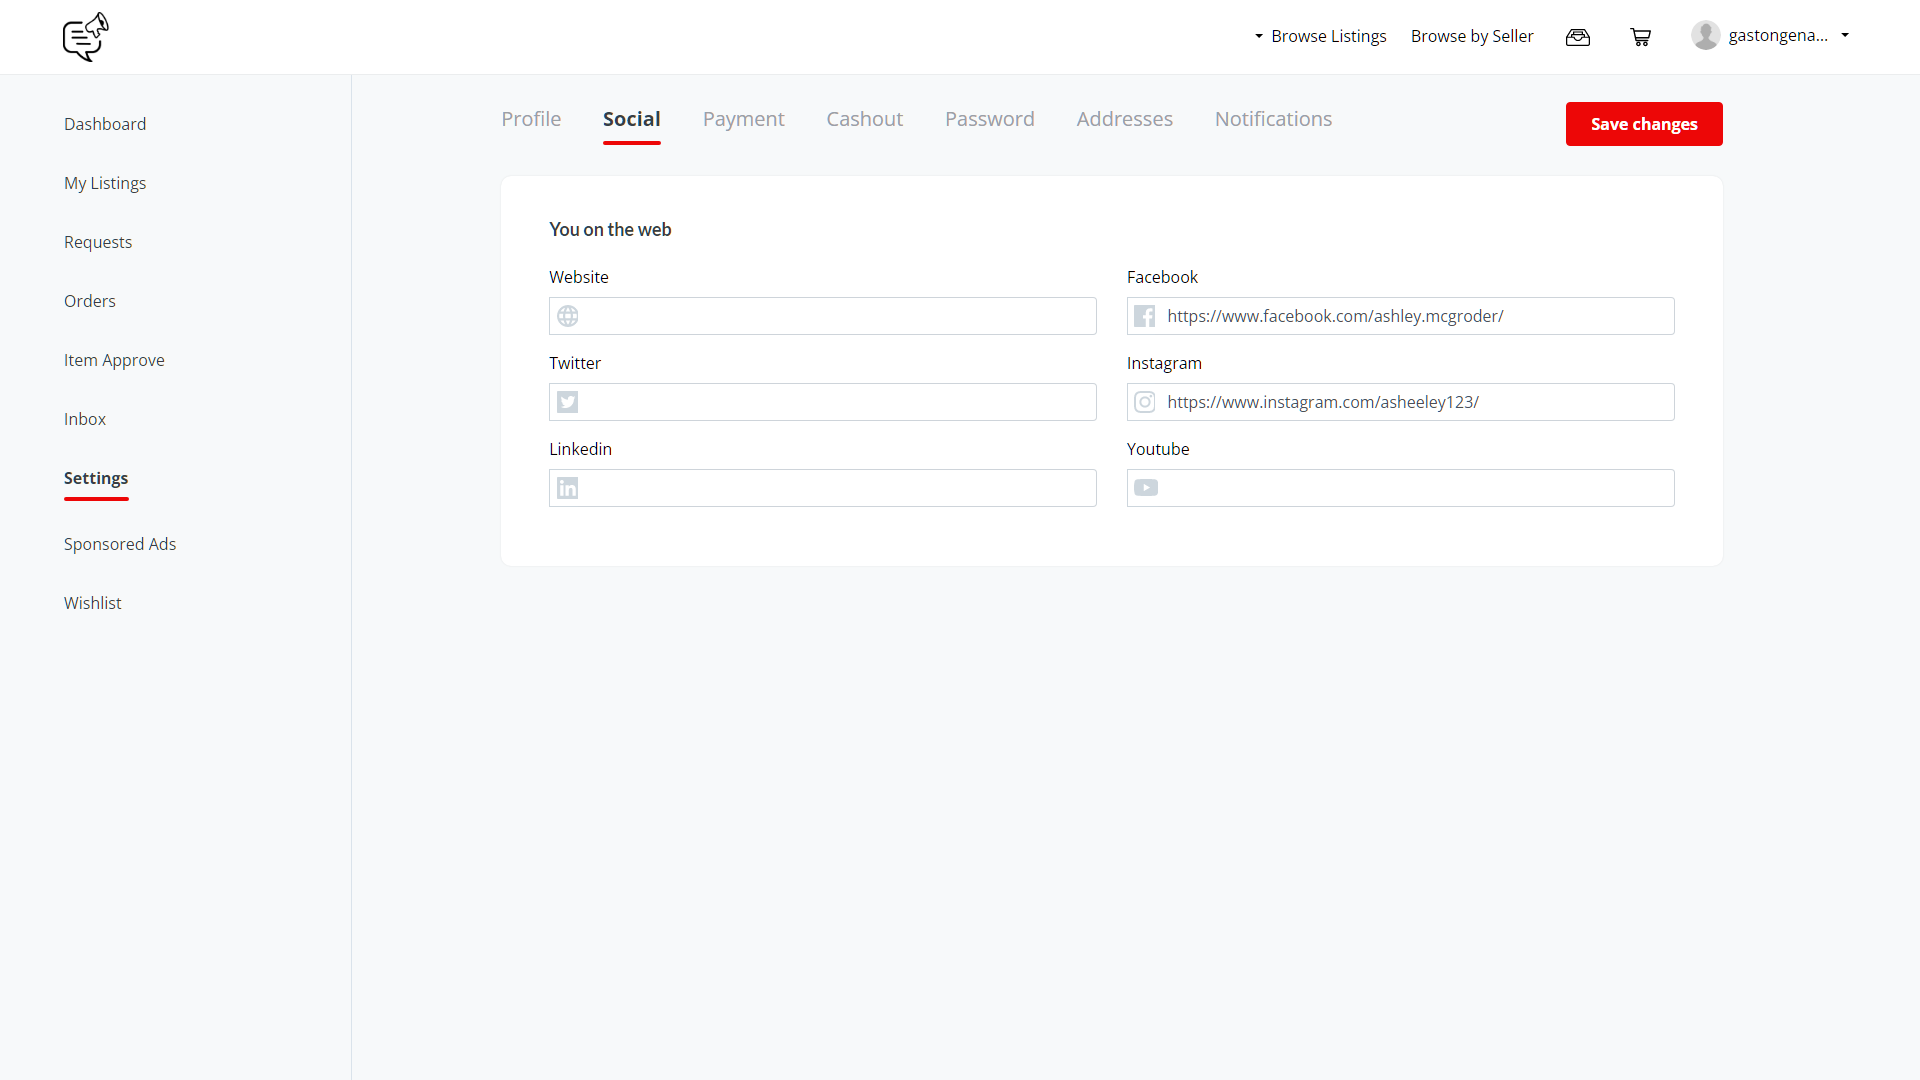 Browse Listings
Browse by Seller
gastongena...
Dashboard
My Listings
Requests
Orders
Item Approve
Inbox
Settings
Sponsored Ads
Wishlist
Profile
Social
Payment
Cashout
Password
Addresses
Notifications
Save changes
You on the web
Website
Facebook
https://www.facebook.com/ashley.mcgroder/
Twitter
Instagram
https://www.instagram.com/asheeley123/
Linkedin
Youtube